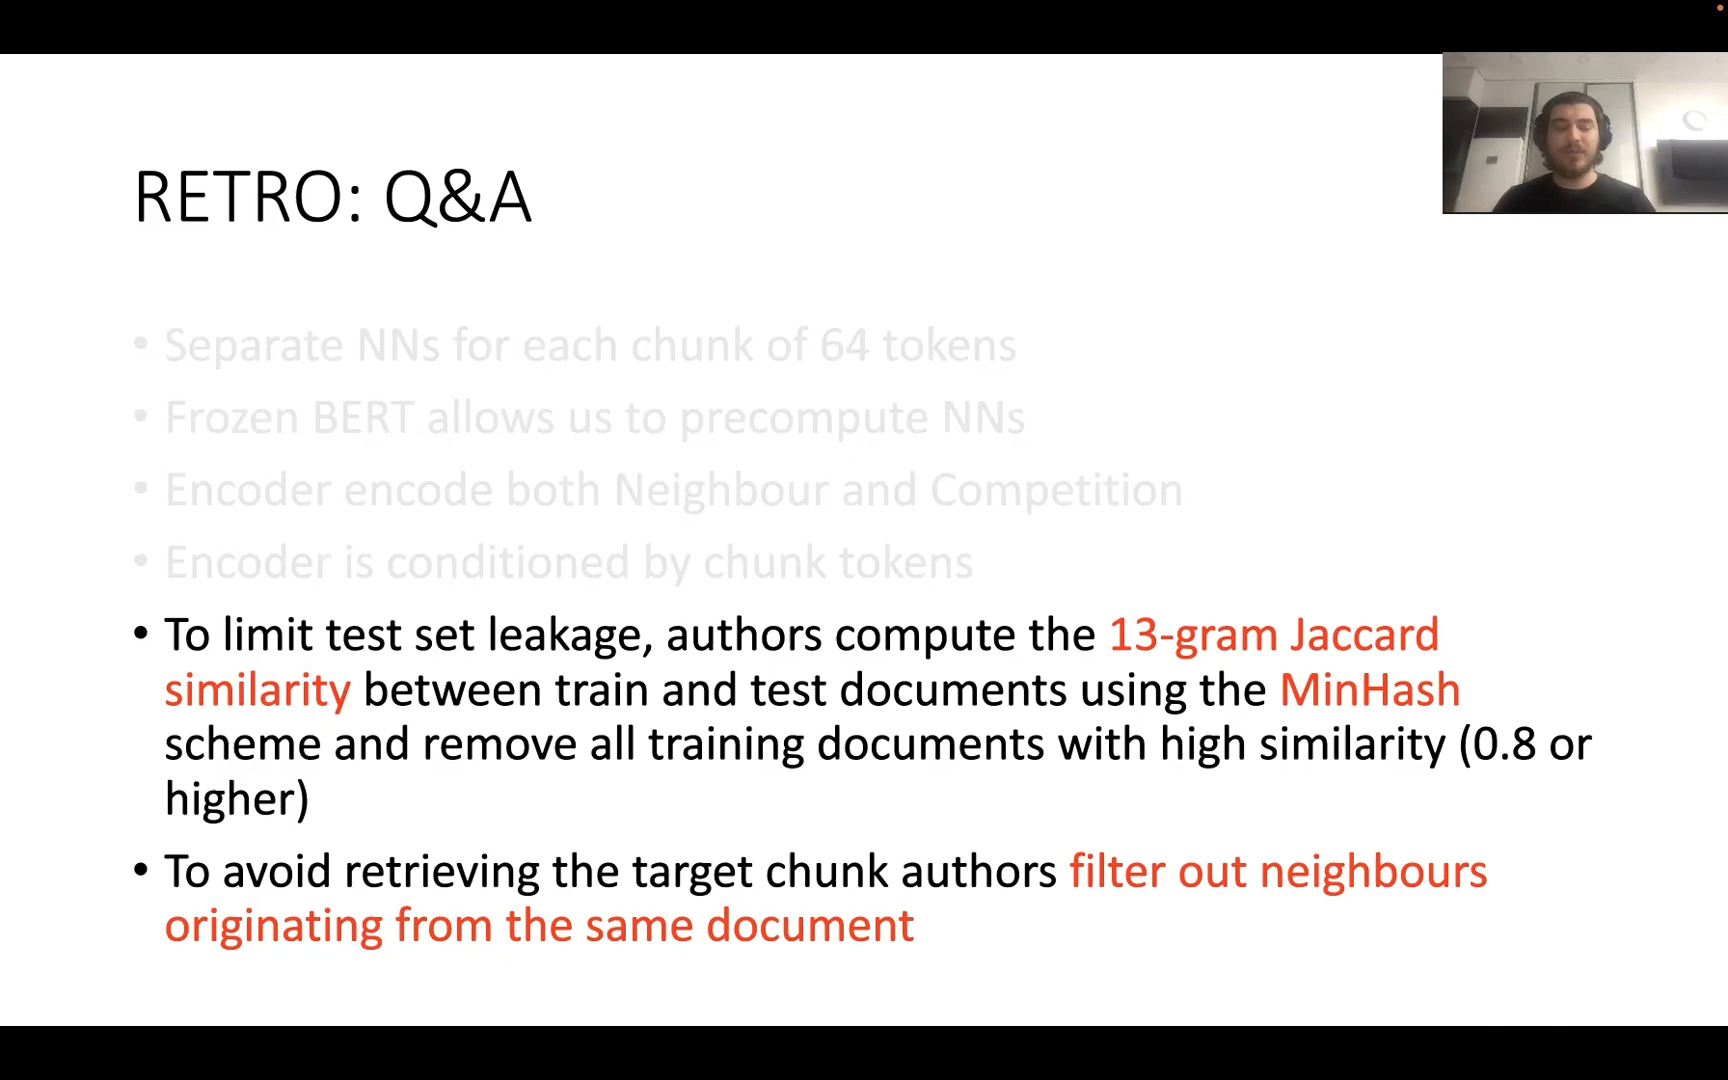 RETRO: Q&A
• Separate NNs for each chunk of 64 tokens
• Frozen BERT allows us to precompute NNs
• Encoder encode both Neighbour and Competition
• Encoder is conditioned by chunk tokens
• To limit test set leakage, authors compute the 13-gram Jaccard
similarity between train and test documents using the MinHash
scheme and remove all training documents with high similarity (0.8 or
higher)
• To avoid retrieving the target chunk authors filter out neighbours
originating from the same document